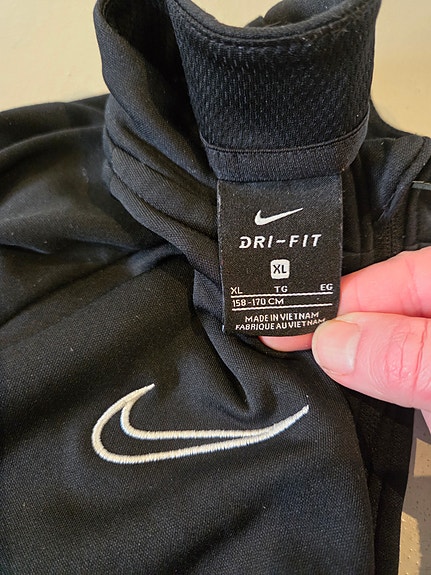 DRI-FIT
XL
XL TG EG
158-170 CM
MADE IN VIETNAM
FABRIQUE AU VIETNAM